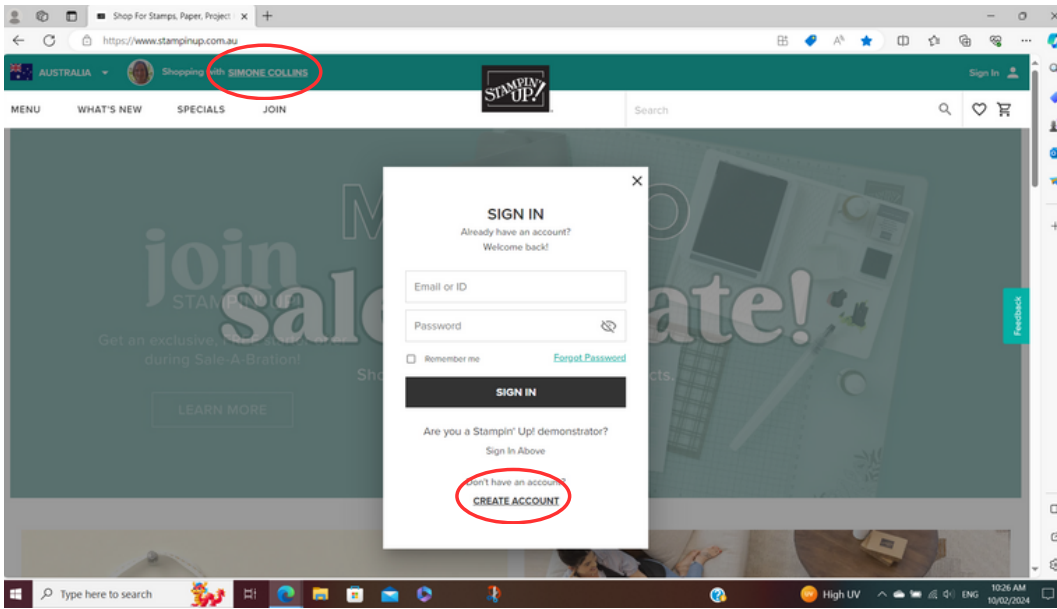 Shop For Stamps, Paper, Project
https://www.stampinup.com.au
AUSTRALIA
Shopping with SIMONE COLLINS
Sign In
MENU
WHAT'S NEW
SPECIALS
JOIN
STAMPIN' UP!
Search
join
STAMPIN' UP!
Get an exclusive,
during Sale-A-Bration!
LEARN MORE
SIGN IN
Already have an account?
Welcome back!
Email or ID
Password
Remember me
Forgot Password
SIGN IN
Are you a Stampin' Up! demonstrator?
Sign In Above
Don't have an account?
CREATE ACCOUNT
Feedback
Type here to search
High UV
ENG
10:26 AM
10/02/2024